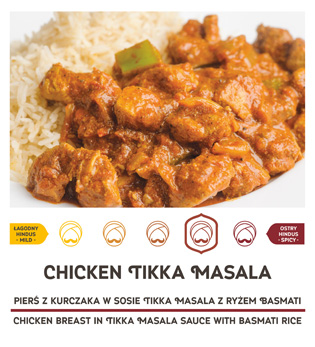 ŁAGODNY
HINDUS
- MILD -
OSTRY
HINDUS
- SPICY -
CHICKEN TIKKA MASALA
PIERŚ Z KURCZAKA W SOSIE TIKKA MASALA Z RYŻEM BASMATI
CHICKEN BREAST IN TIKKA MASALA SAUCE WITH BASMATI RICE